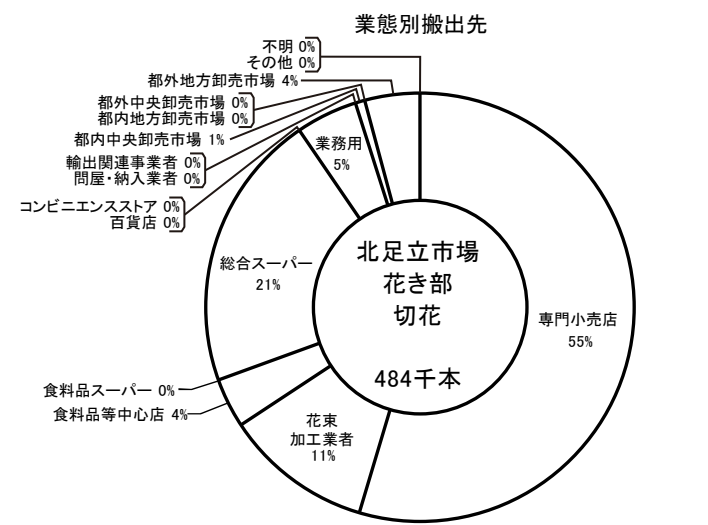 業態別搬出先
不明 0%
その他 0%
都外地方卸売市場 4%
都外中央卸売市場 0%
都内地方卸売市場 0%
都内中央卸売市場 1%
輸出関連事業者 0%
問屋・納入業者 0%
コンビニエンスストア 0%
百貨店 0%
業務用
5%
総合スーパー
21%
食料品スーパー 0%
食料品等中心店 4%
花束
加工業者
11%
専門小売店
55%
北足立市場
花き部
切花
484千本